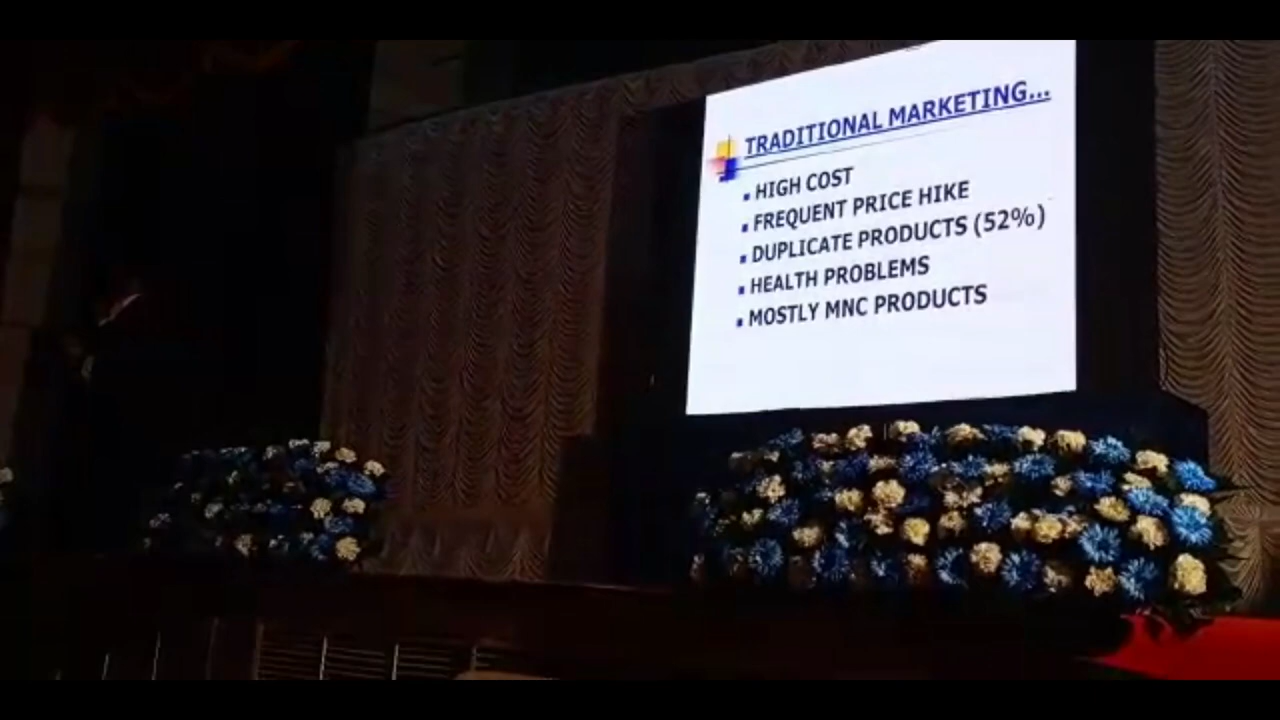 TRADITIONAL MARKETING...
HIGH COST
FREQUENT PRICE HIKE
DUPLICATE PRODUCTS (52%)
HEALTH PROBLEMS
MOSTLY MNC PRODUCTS